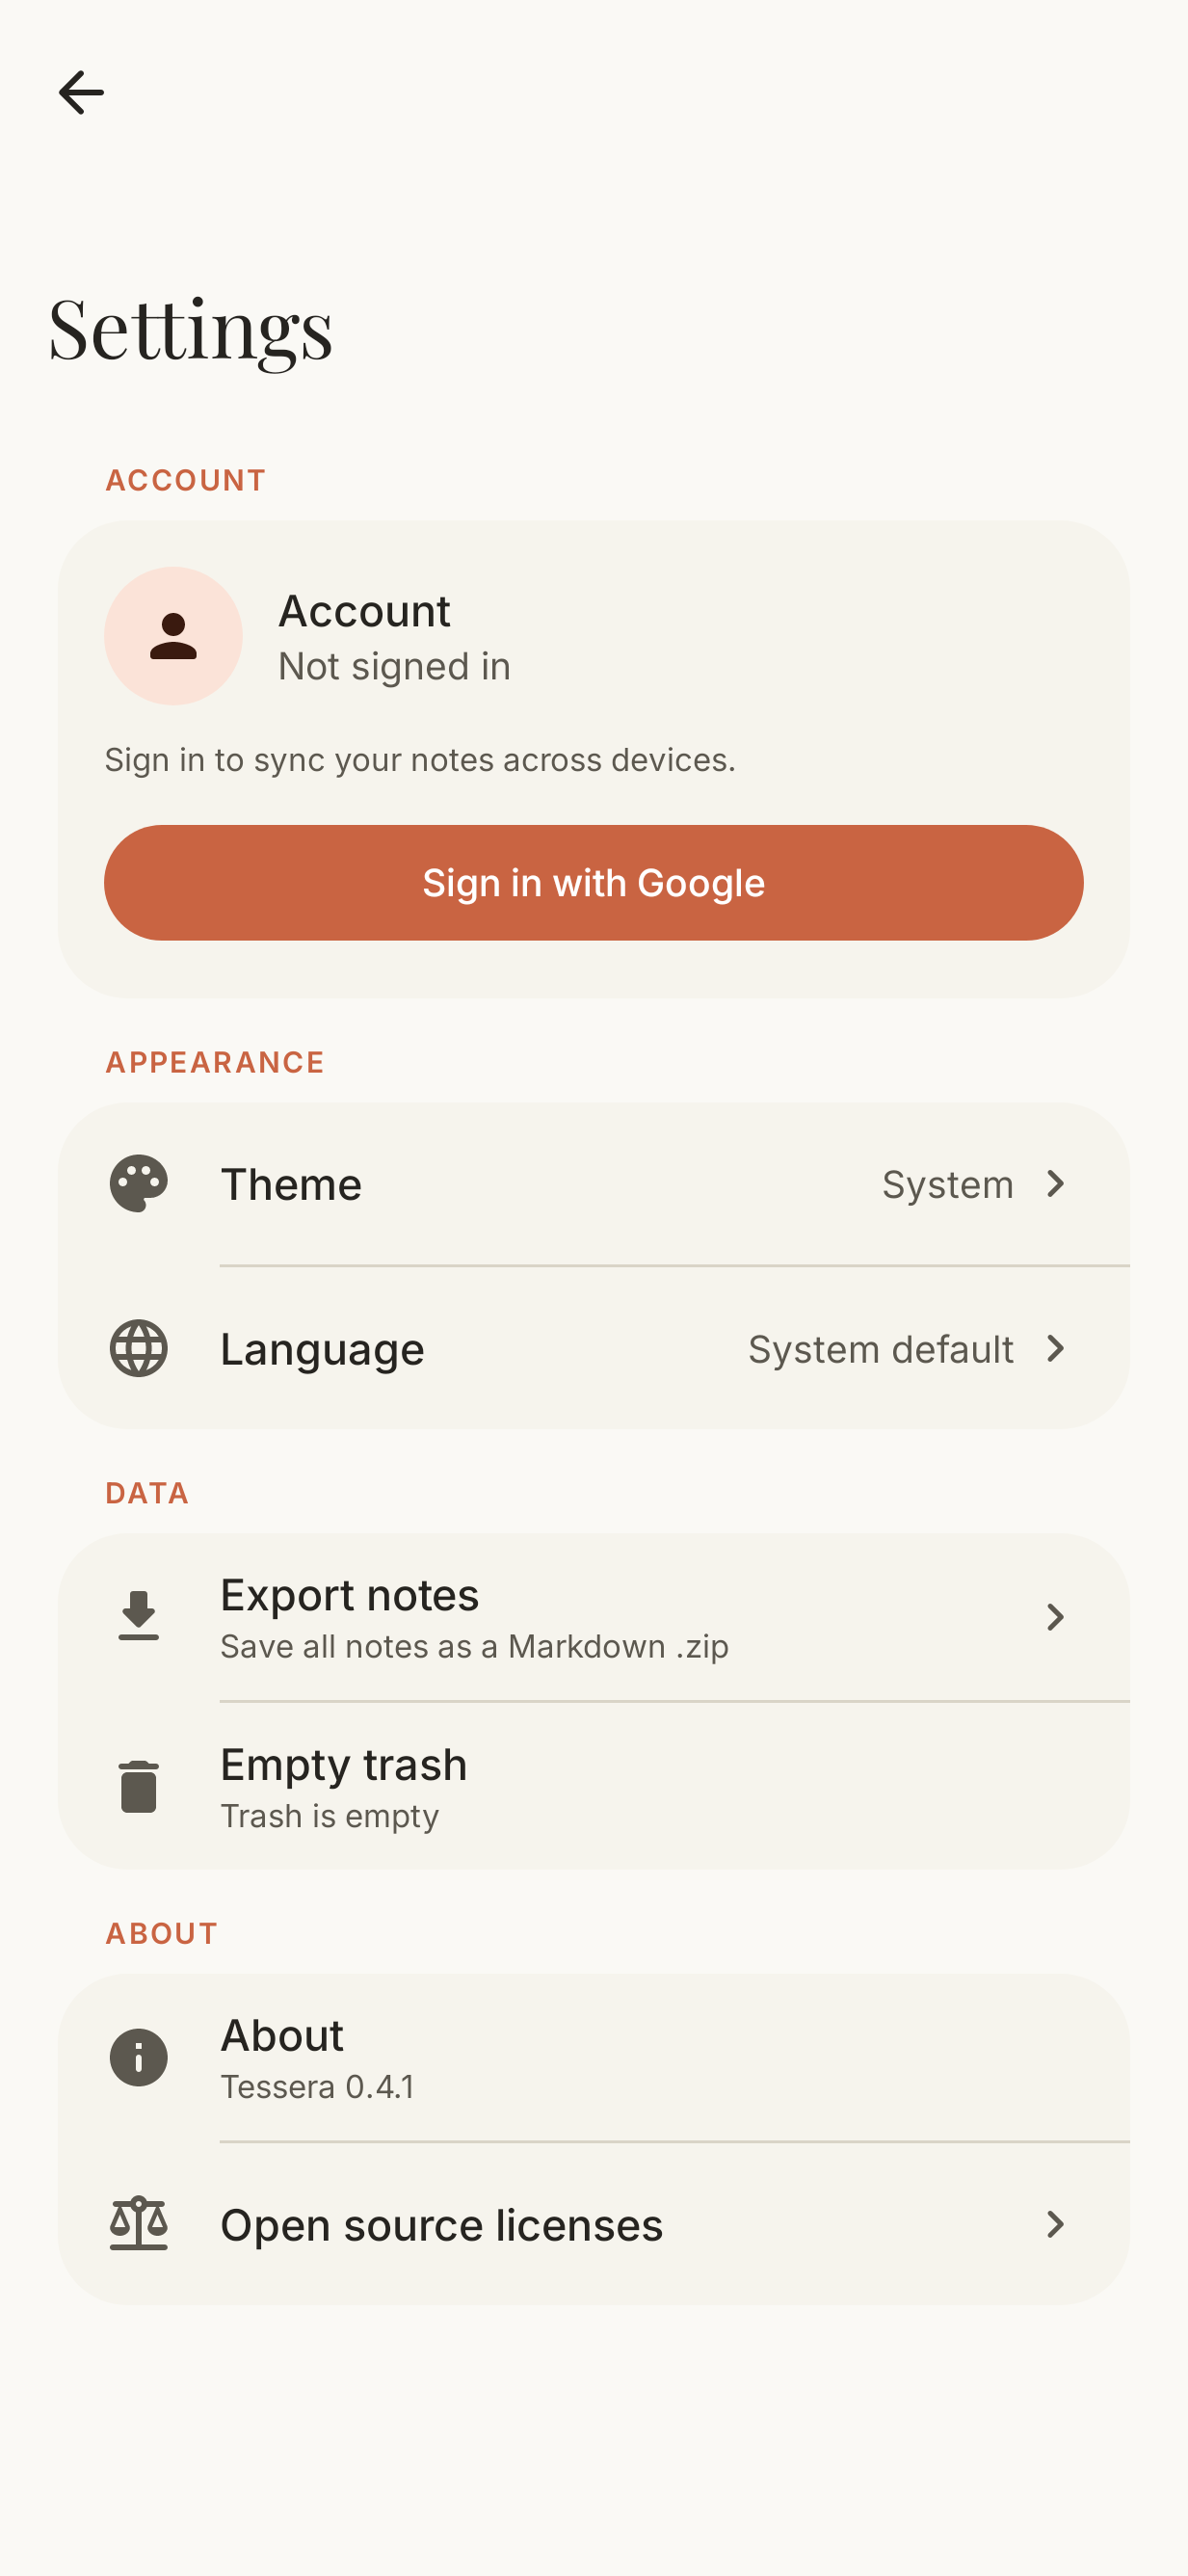 Settings
ACCOUNT
Account
Not signed in
Sign in to sync your notes across devices.
Sign in with Google
APPEARANCE
Theme System
Language System default
DATA
Export notes
Save all notes as a Markdown .zip
Empty trash
Trash is empty
ABOUT
About
Tessera 0.4.1
Open source licenses